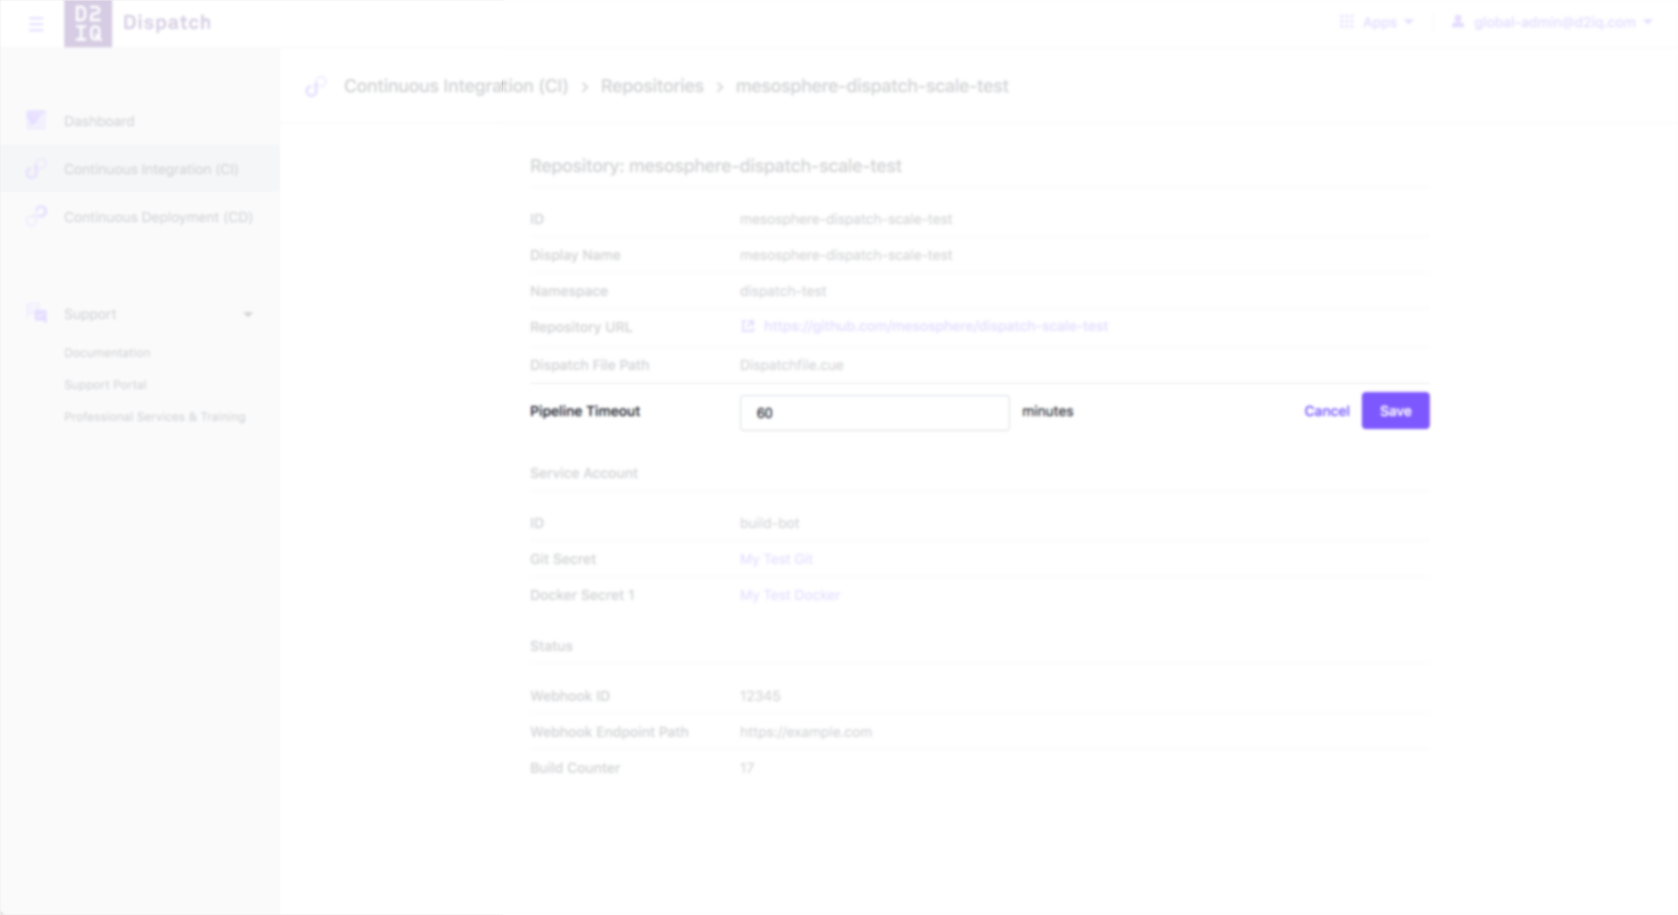 D2
IQ
Dispatch
Apps
global-admin@d2iq.com
Continuous Integration (CI) > Repositories > mesosphere-dispatch-scale-test
Dashboard
Continuous Integration (CI)
Continuous Deployment (CD)
Support
Documentation
Support Portal
Professional Services & Training
Repository: mesosphere-dispatch-scale-test
ID mesosphere-dispatch-scale-test
Display Name mesosphere-dispatch-scale-test
Namespace dispatch-test
Repository URL https://github.com/mesosphere/dispatch-scale-test
Dispatch File Path Dispatchfile.cue
Pipeline Timeout 60 minutes Cancel Save
Service Account
ID build-bot
Git Secret My Test Git
Docker Secret 1 My Test Docker
Status
Webhook ID 12345
Webhook Endpoint Path https://example.com
Build Counter 17